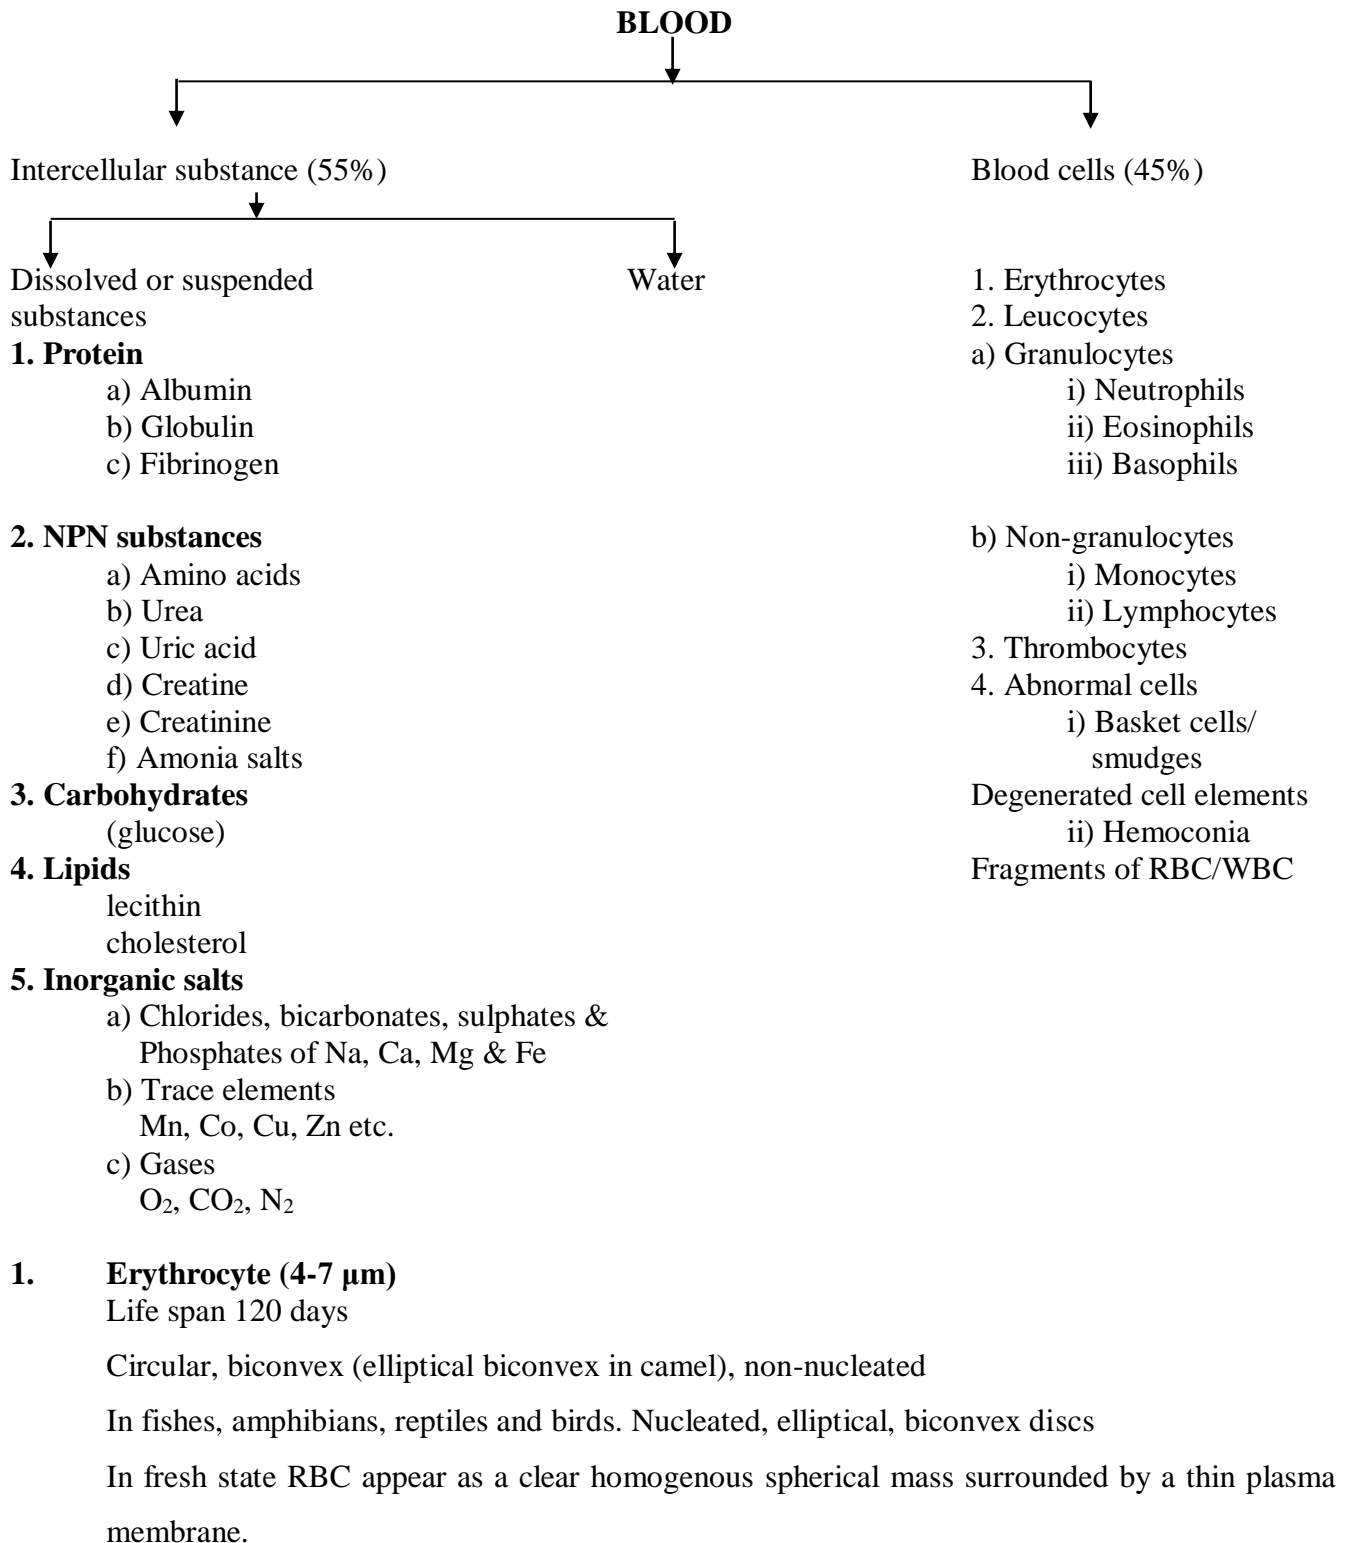 BLOOD
Intercellular substance (55%)
Blood cells (45%)
Dissolved or suspended
substances
1. Protein
a) Albumin
b) Globulin
c) Fibrinogen
2. NPN substances
a) Amino acids
b) Urea
c) Uric acid
d) Creatine
e) Creatinine
f) Amonia salts
3. Carbohydrates
(glucose)
4. Lipids
lecithin
cholesterol
5. Inorganic salts
a) Chlorides, bicarbonates, sulphates &
Phosphates of Na, Ca, Mg & Fe
b) Trace elements
Mn, Co, Cu, Zn etc.
c) Gases
O₂, CO₂, N₂
Water
1. Erythrocytes
2. Leucocytes
a) Granulocytes
i) Neutrophils
ii) Eosinophils
iii) Basophils
b) Non-granulocytes
i) Monocytes
ii) Lymphocytes
3. Thrombocytes
4. Abnormal cells
i) Basket cells/
smudges
Degenerated cell elements
ii) Hemoconia
Fragments of RBC/WBC
1. Erythrocyte (4-7 µm)
Life span 120 days
Circular, biconvex (elliptical biconvex in camel), non-nucleated
In fishes, amphibians, reptiles and birds. Nucleated, elliptical, biconvex discs
In fresh state RBC appear as a clear homogenous spherical mass surrounded by a thin plasma
membrane.